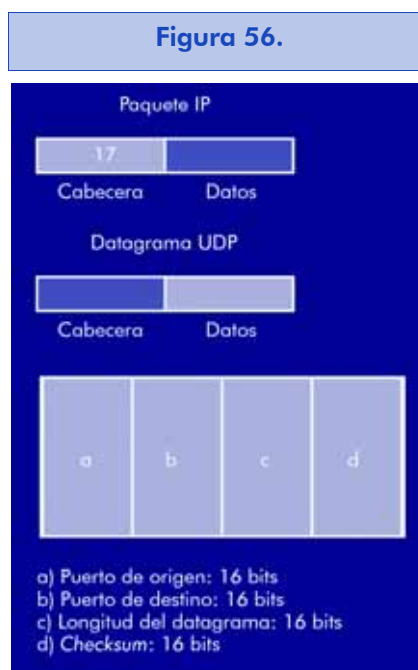 Figura 56.
Paquete IP
17
Cabecera Datos
Datagrama UDP
Cabecera Datos
a b c d
a) Puerto de origen: 16 bits
b) Puerto de destino: 16 bits
c) Longitud del datagrama: 16 bits
d) Checksum: 16 bits